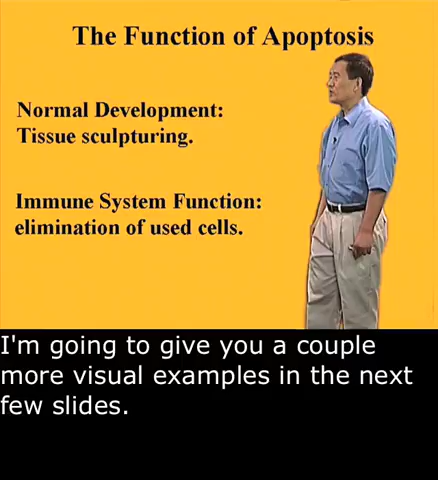 The Function of Apoptosis
Normal Development:
Tissue sculpturing.
Immune System Function:
elimination of used cells.
I'm going to give you a couple
more visual examples in the next
few slides.